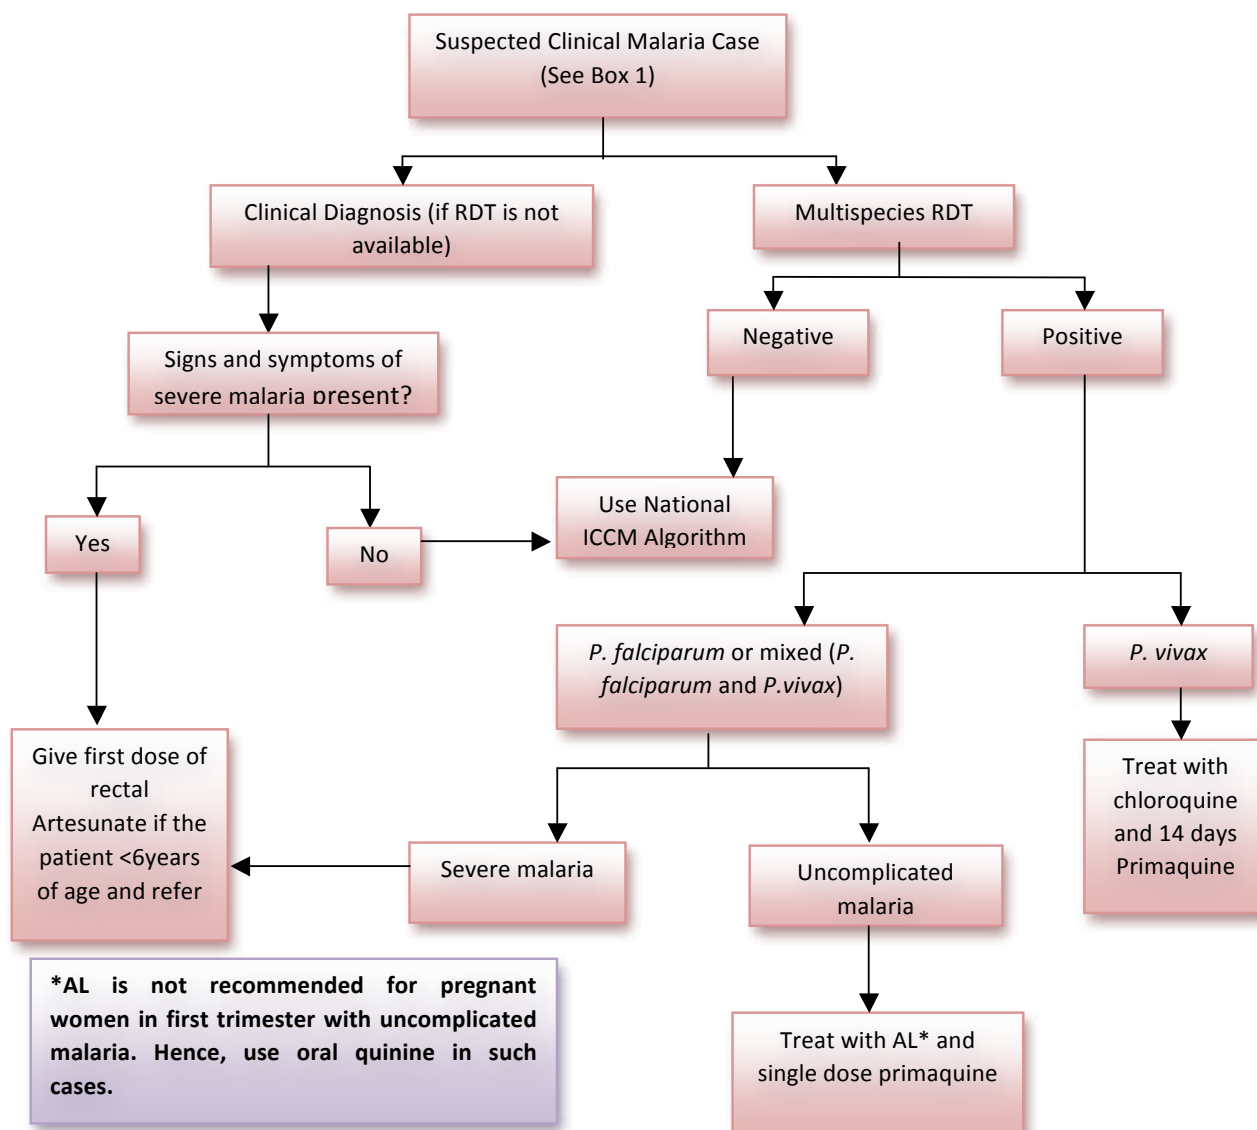 Suspected Clinical Malaria Case
(See Box 1)
Clinical Diagnosis (if RDT is not
available)
Multispecies RDT
Signs and symptoms of
severe malaria present?
Negative
Positive
Yes
No
Use National
ICCM Algorithm
P. falciparum or mixed (P.
falciparum and P.vivax)
P. vivax
Give first dose of
rectal
Artesunate if the
patient <6years
of age and refer
Severe malaria
Uncomplicated
malaria
Treat with
chloroquine
and 14 days
Primaquine
*AL is not recommended for pregnant
women in first trimester with uncomplicated
malaria. Hence, use oral quinine in such
cases.
Treat with AL* and
single dose primaquine